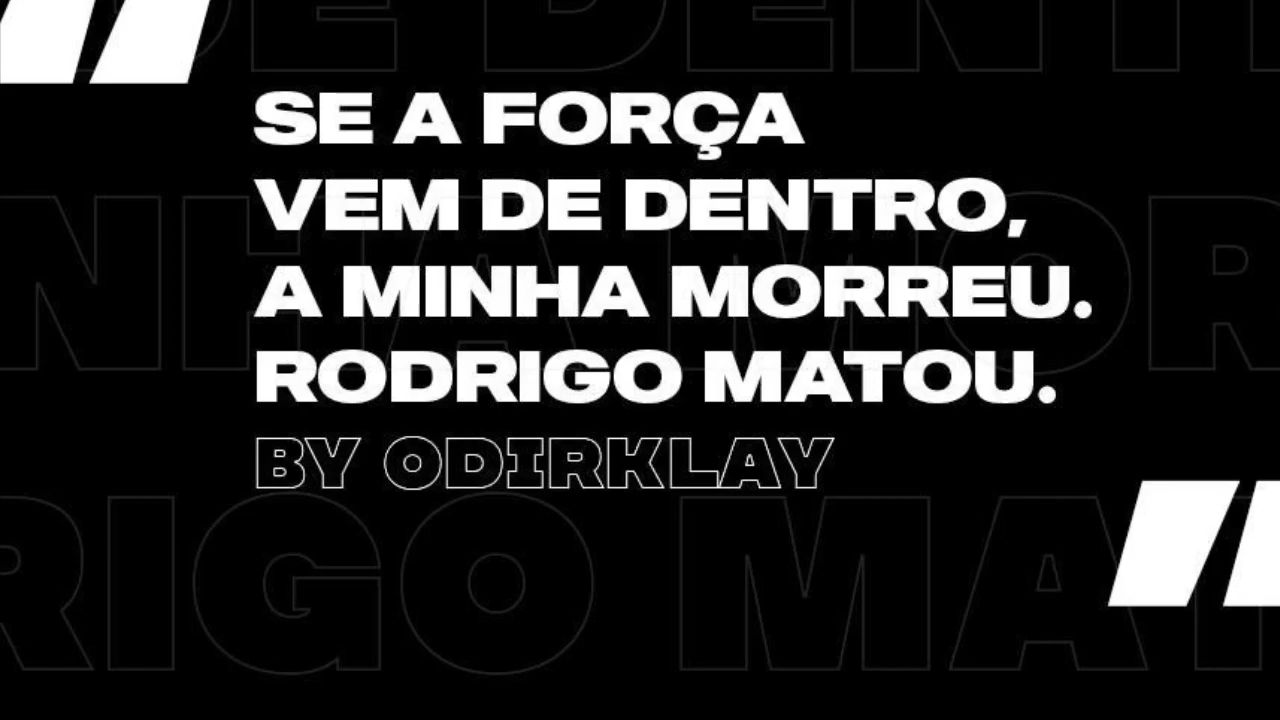 SE A FORÇA
VEM DE DENTRO,
A MINHA MORREU.
RODRIGO MATOU.
BY ODIRKLAY